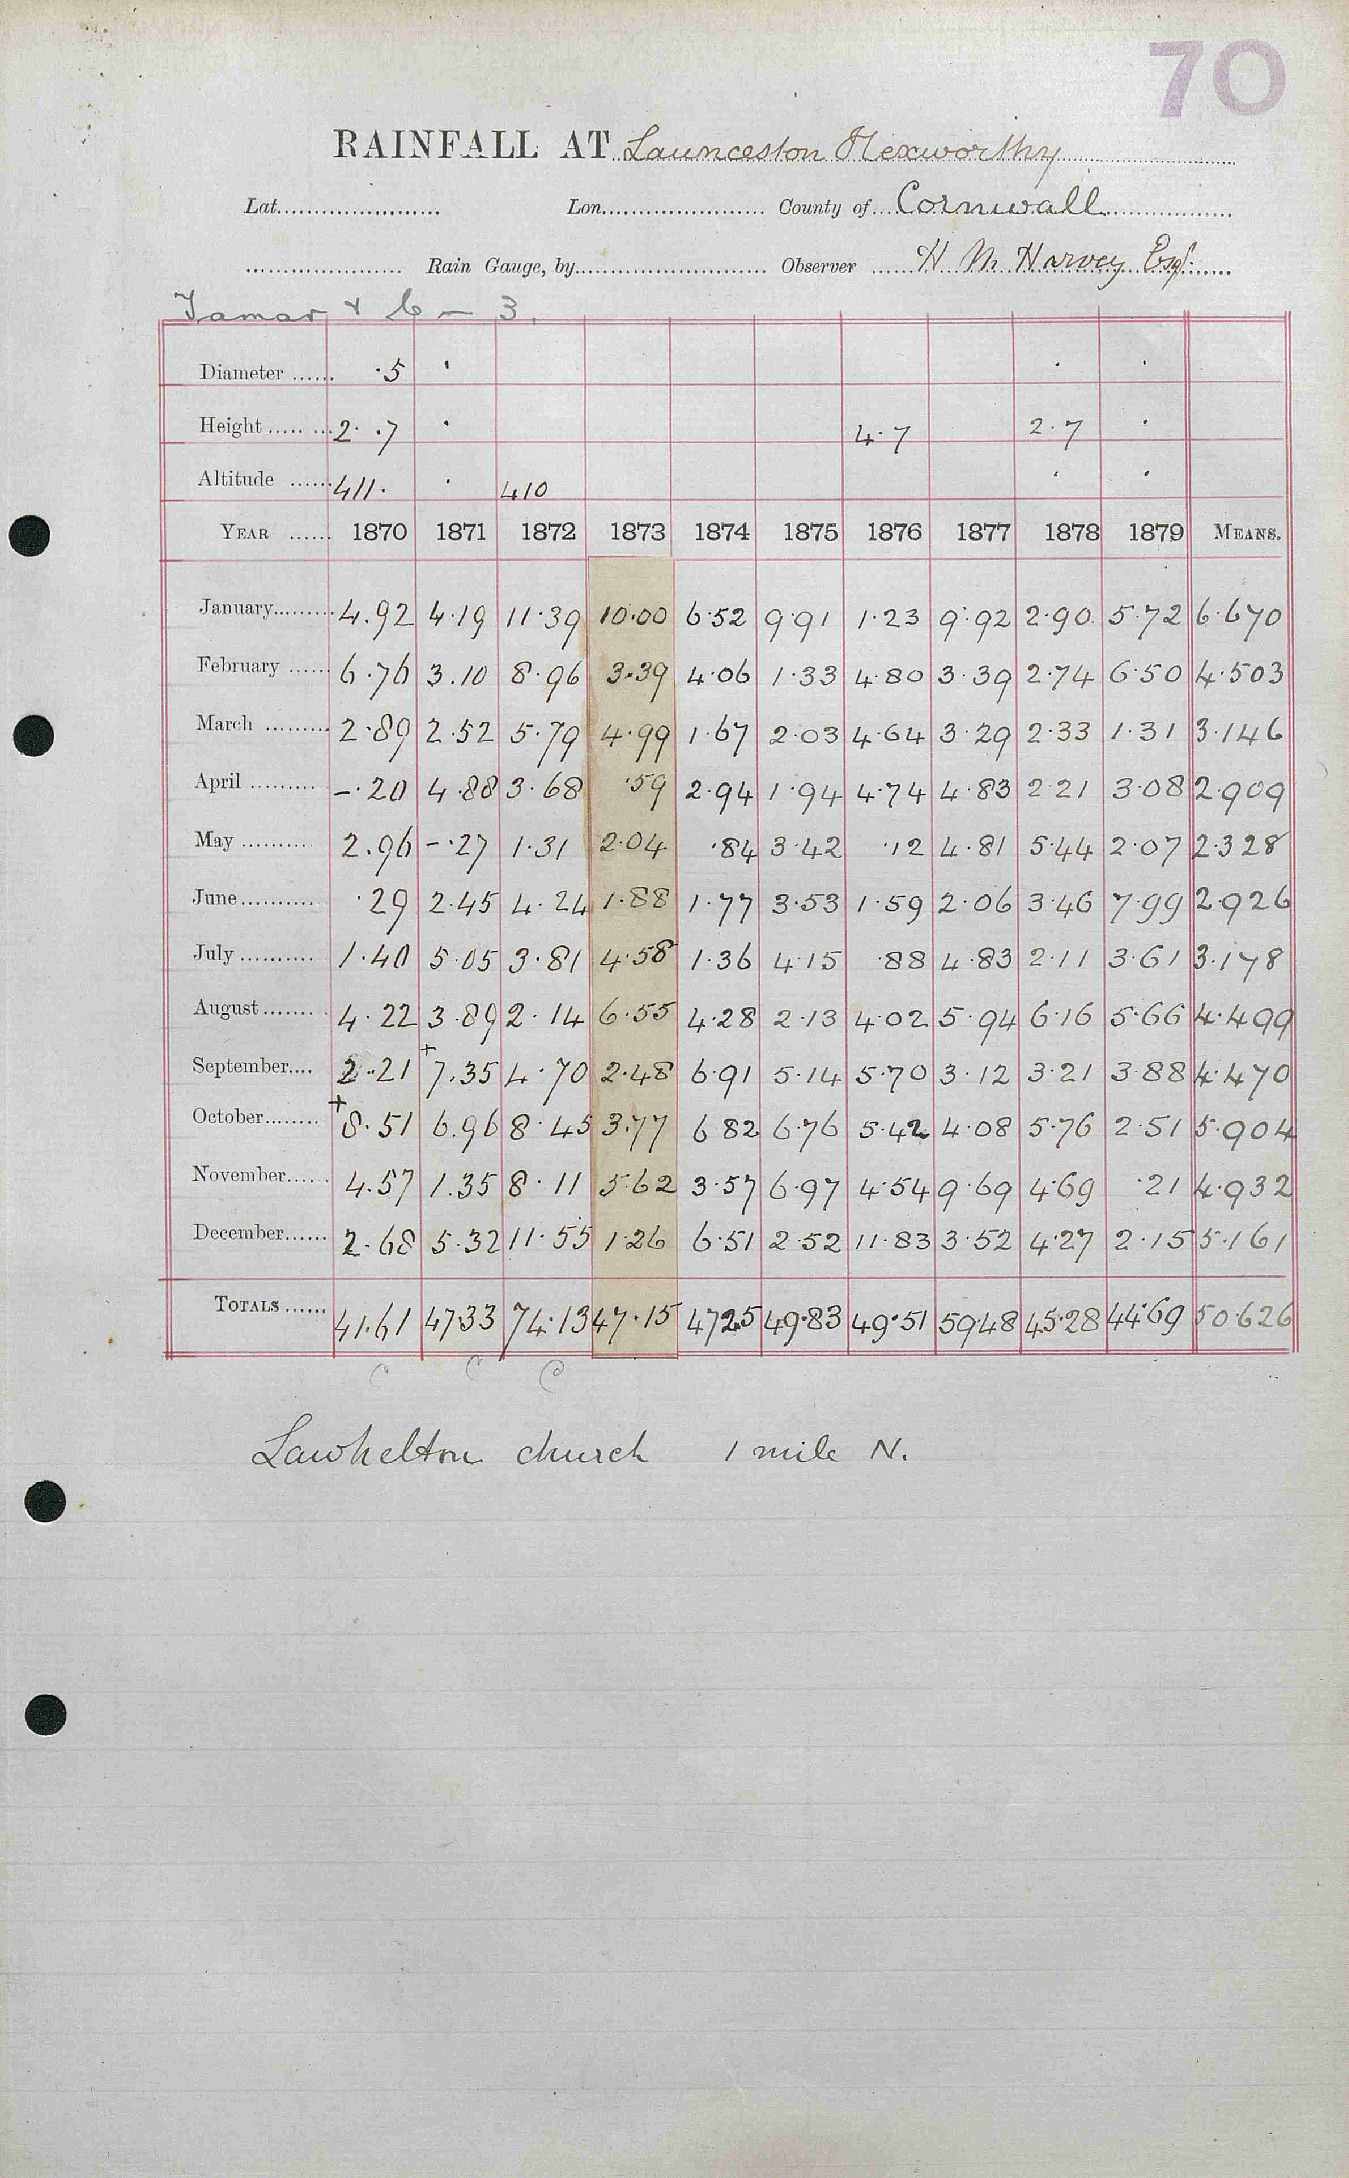 70
RAINFALL AT Launceston Hexworthy
Lat. Lon. County of Cornwall
Rain Gauge, by Observer H M Harvey Esq.
Tamar & C – 3.
Diameter ·5 '  ' '
Height 2·.7 ' 4·7 2·7 '
Altitude 411· ' 410 ' '
YEAR 1870 1871 1872 1873 1874 1875 1876 1877 1878 1879 MEANS.
January 4.92 4·19 11·39 10·00 6·52 9·91 1·23 9·92 2·90 5·72 6·670
February 6·76 3.10 8·96 3·39 4·06 1·33 4·80 3·39 2·74 6·50 4·503
March 2·89 2·52 5·79 4·99 1·67 2·03 4·64 3·29 2·33 1·31 3·146
April –·20 4·88 3·68 ·59 2·94 1·94 4·74 4·83 2·21 3·08 2·909
May 2.96 –·27 1·31 2·04 ·84 3·42 ·12 4·81 5·44 2·07 2·328
June ·29 2·45 4·24 1·88 1·77 3·53 1·59 2·06 3·46 7·99 2·926
July 1·40 5·05 3·81 4·58 1·36 4·15 ·88 4·83 2·11 3·61 3·178
August 4·22 3·89 2·14 6·55 4·28 2·13 4·02 5·94 6·16 5·66 4·499
September 2·21 +7.35 4·70 2·48 6·91 5·14 5·70 3·12 3·21 3·88 4·470
October +8·51 6.96 8·45 3·77 6 82 6·76 5·42 4·08 5·76 2·51 5·904
November 4.57 1.35 8·11 5·62 3·57 6·97 4·54 9·69 4·69 ·21 4·932
December 2·68 5·32 11·55 1·26 6·51 2·52 11·83 3·52 4·27 2·15 5·161
TOTALS 41.61 47·33 74·13 47·15 47 25 49·83 49·51 59·48 45·28 44·69 50·626
C C C
Lawhelton church 1 mile N.